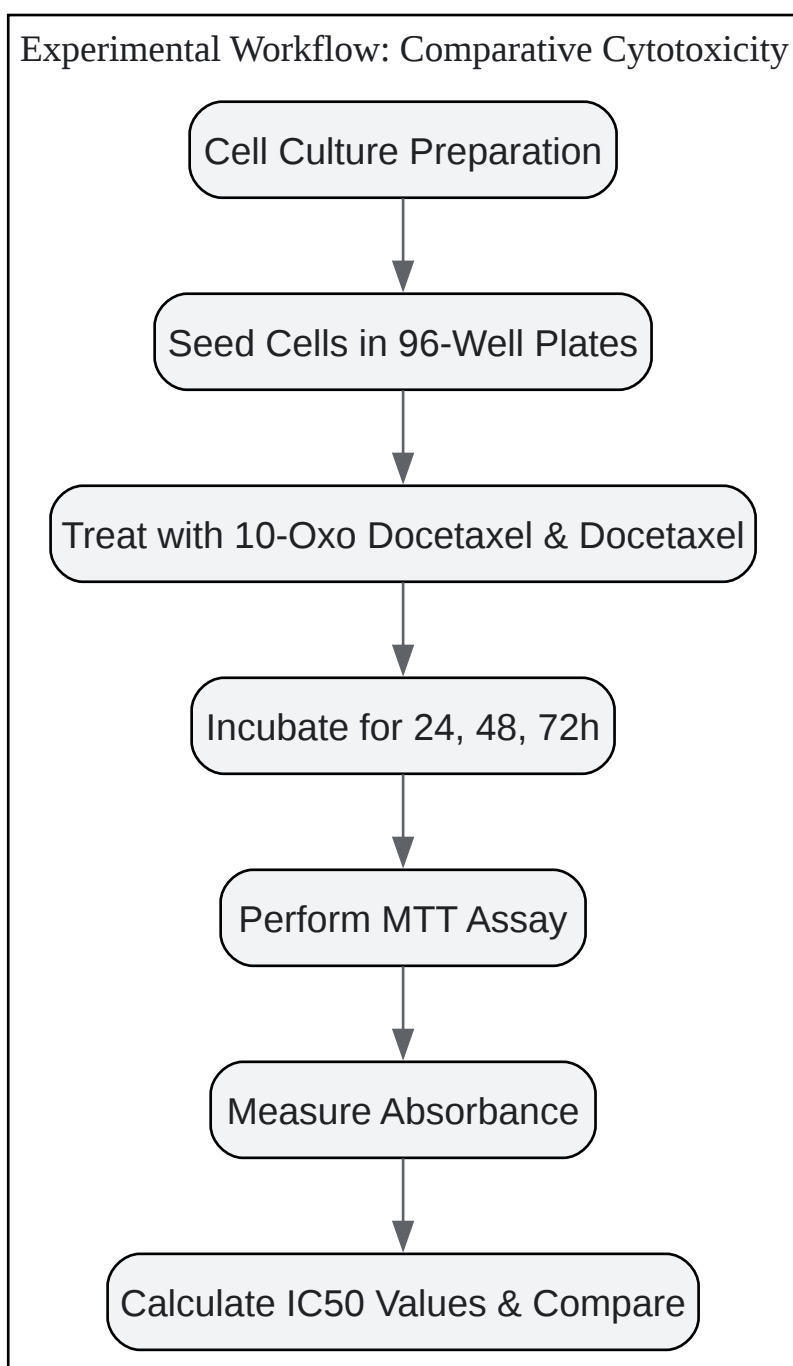 Experimental Workflow: Comparative Cytotoxicity
Cell Culture Preparation
Seed Cells in 96-Well Plates
Treat with 10-Oxo Docetaxel & Docetaxel
Incubate for 24, 48, 72h
Perform MTT Assay
Measure Absorbance
Calculate IC50 Values & Compare